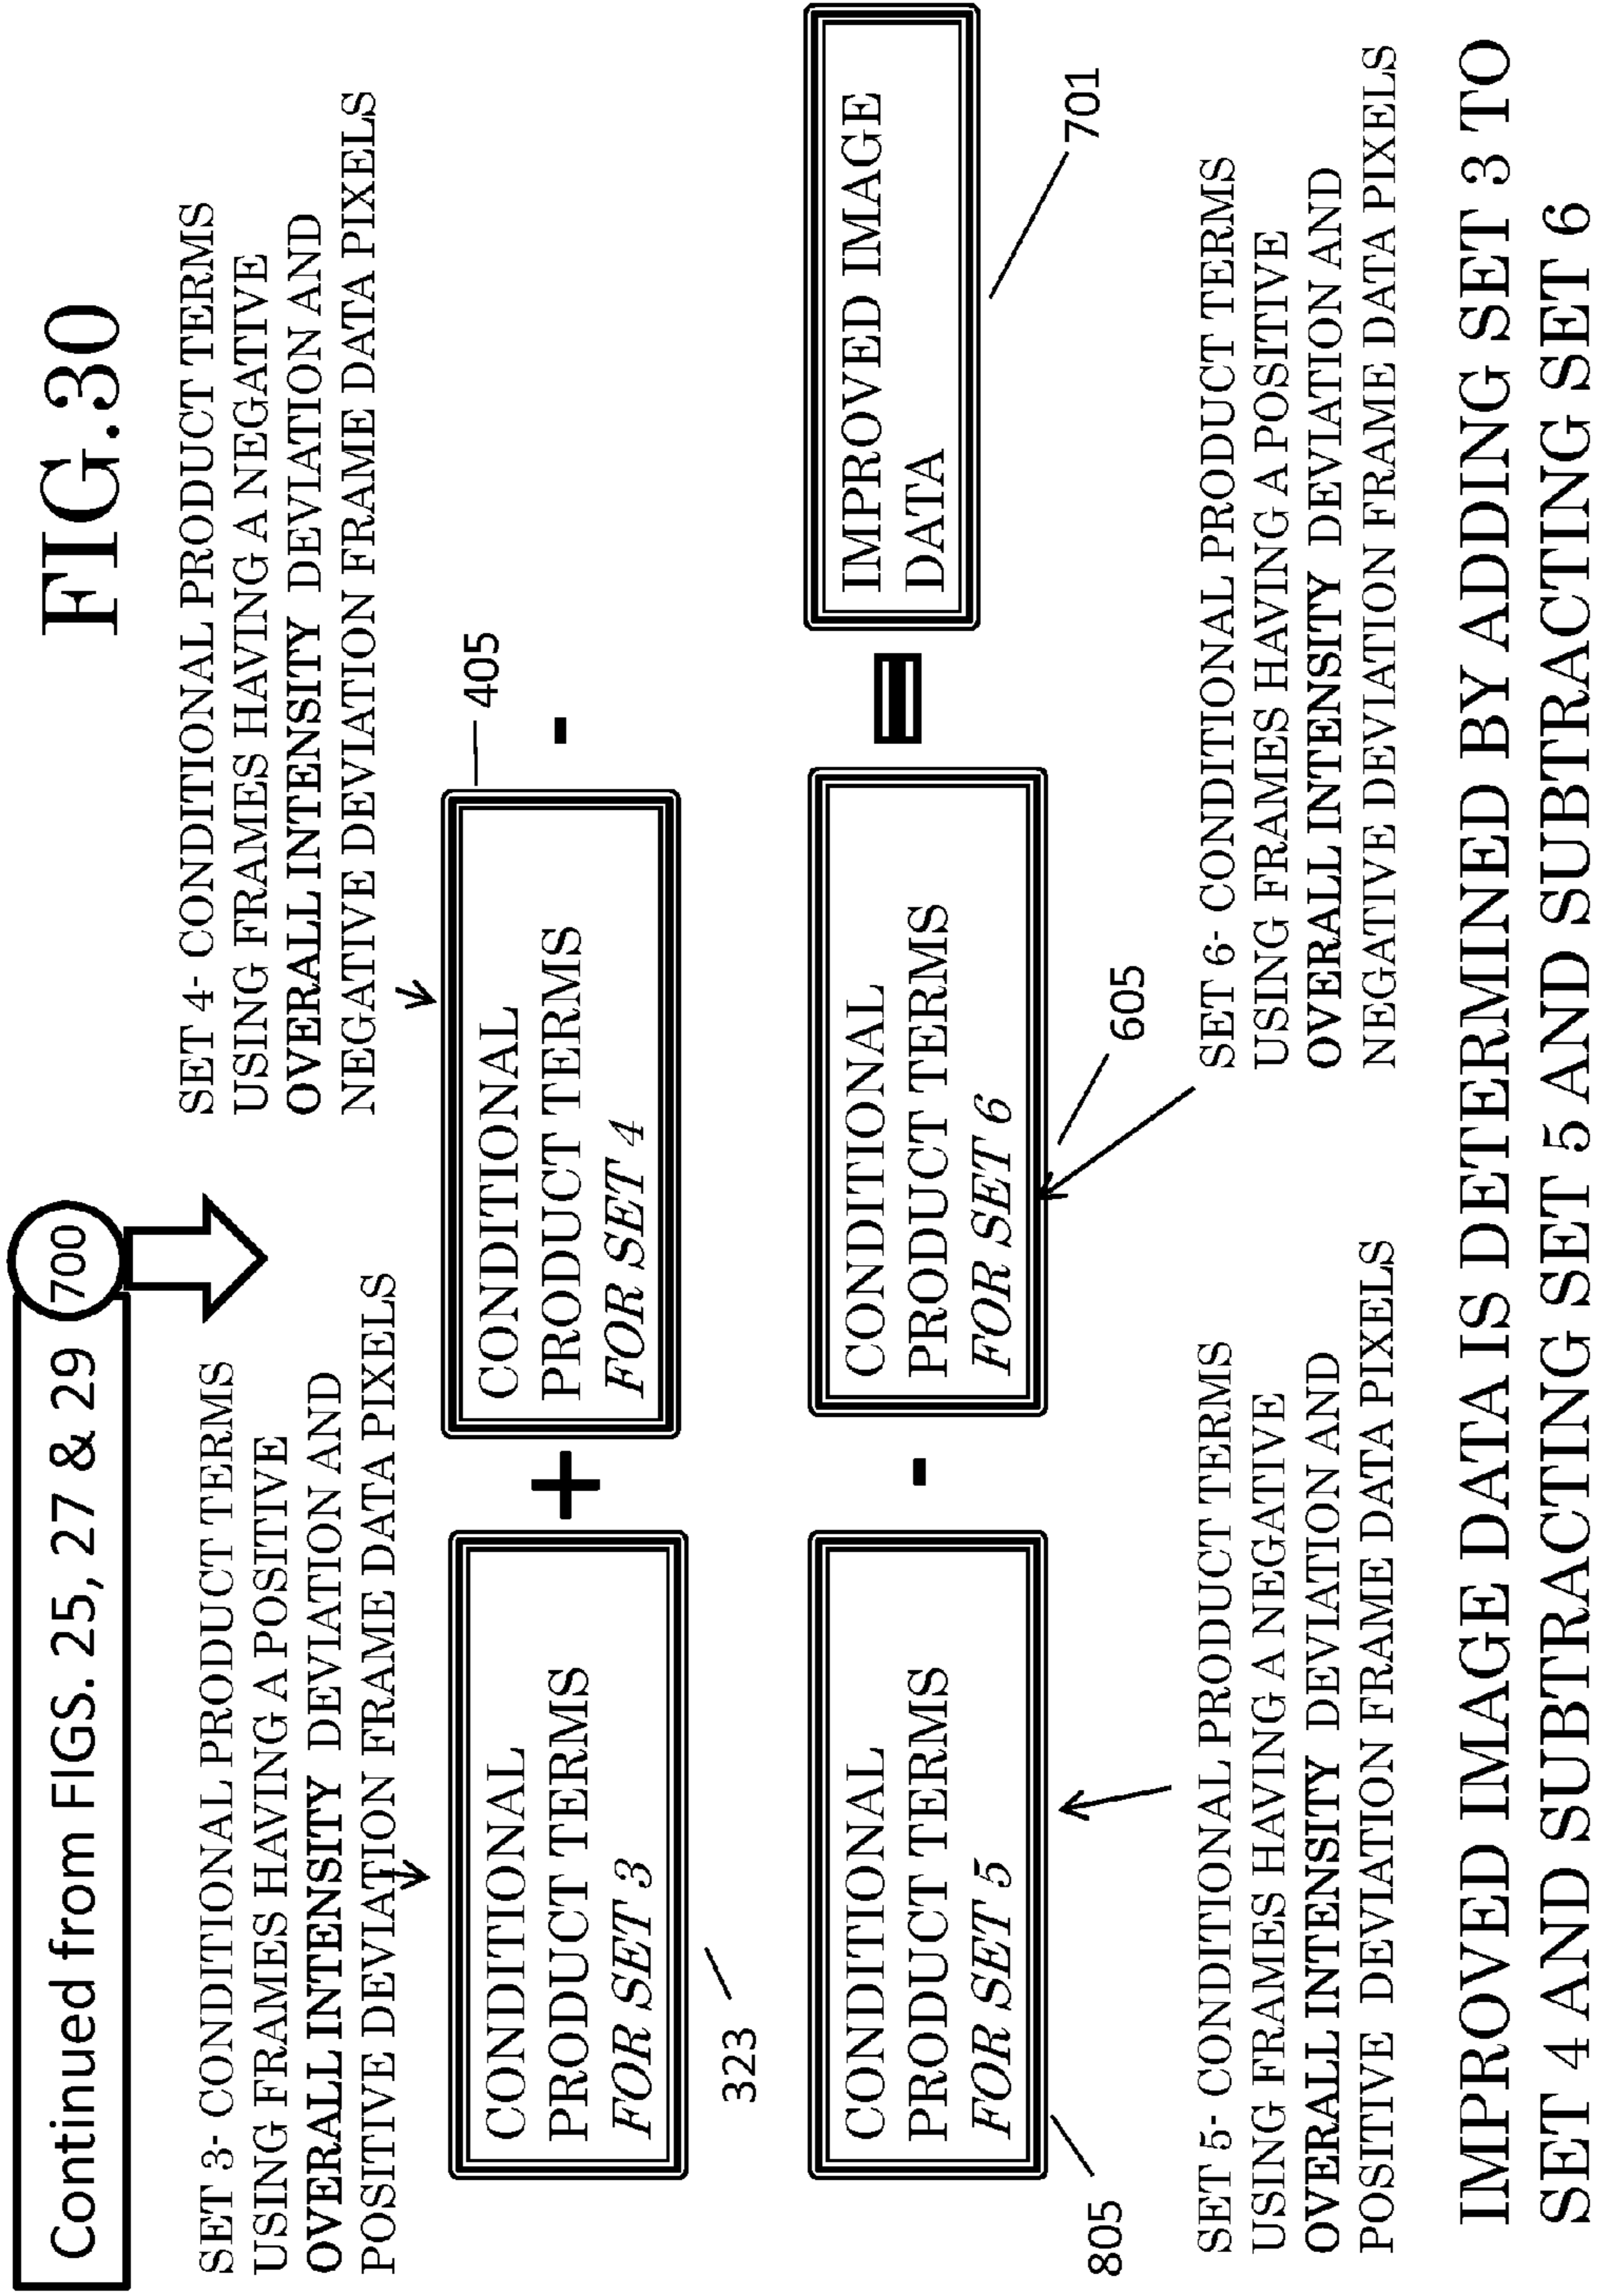 FIG.30
Continued from FIGS. 25, 27 & 29
700
SET 3- CONDITIONAL PRODUCT TERMS
USING FRAMES HAVING A POSITIVE
OVERALL INTENSITY DEVIATION AND
POSITIVE DEVIATION FRAME DATA PIXELS
SET 4- CONDITIONAL PRODUCT TERMS
USING FRAMES HAVING A NEGATIVE
OVERALL INTENSITY DEVIATION AND
NEGATIVE DEVIATION FRAME DATA PIXELS
CONDITIONAL
PRODUCT TERMS
FOR SET 3
323
+
CONDITIONAL
PRODUCT TERMS
FOR SET 4
405
-
CONDITIONAL
PRODUCT TERMS
FOR SET 5
805
-
CONDITIONAL
PRODUCT TERMS
FOR SET 6
605
=
IMPROVED IMAGE
DATA
701
SET 5- CONDITIONAL PRODUCT TERMS
USING FRAMES HAVING A NEGATIVE
OVERALL INTENSITY DEVIATION AND
POSITIVE DEVIATION FRAME DATA PIXELS
SET 6- CONDITIONAL PRODUCT TERMS
USING FRAMES HAVING A POSITIVE
OVERALL INTENSITY DEVIATION AND
NEGATIVE DEVIATION FRAME DATA PIXELS
IMPROVED IMAGE DATA IS DETERMINED BY ADDING SET 3 TO
SET 4 AND SUBTRACTING SET 5 AND SUBTRACTING SET 6